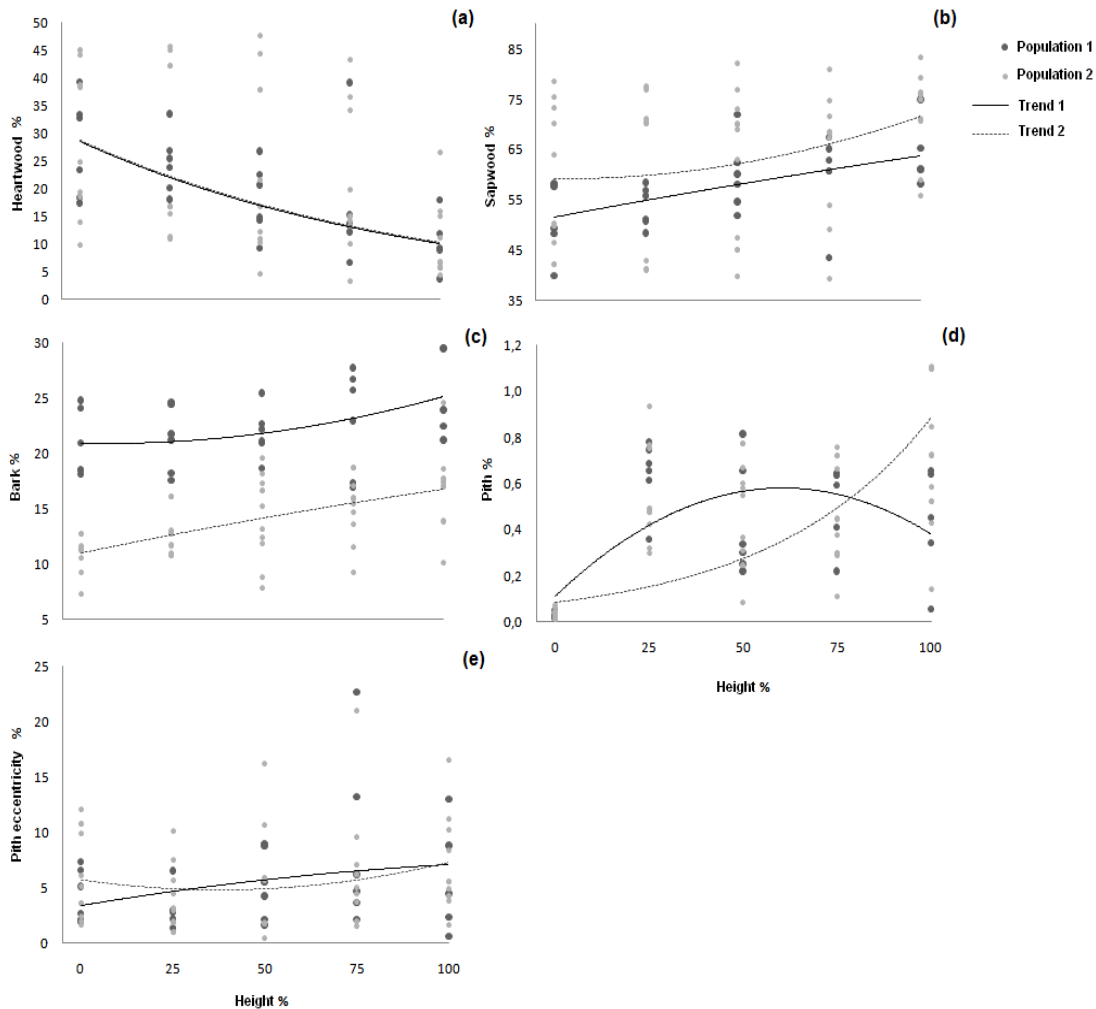 (a)
50
45
40
35
30
25
20
15
10
5
0
Heartwood %
(b)
85
75
65
55
45
35
Sapwood %
Population 1
Population 2
Trend 1
Trend 2
(c)
30
25
20
15
10
5
Bark %
(d)
1,2
1,0
0,8
0,6
0,4
0,2
0,0
Pith %
0 25 50 75 100
Height %
(e)
25
20
15
10
5
0
Pith eccentricity %
0 25 50 75 100
Height %